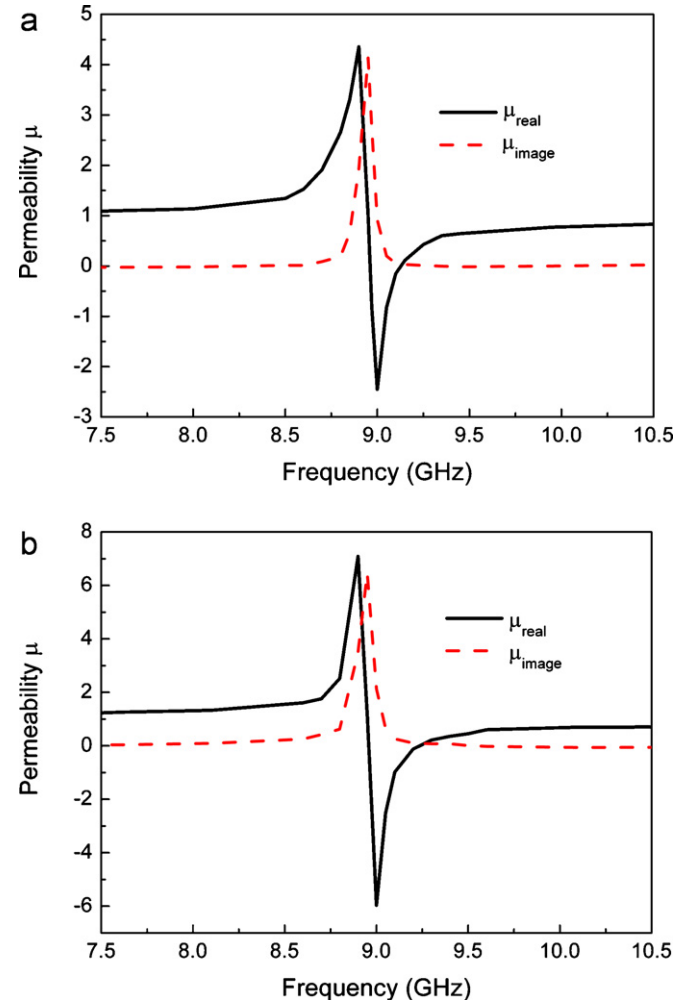 a
5
4
3
2
1
0
-1
-2
-3
Permeability μ
μreal
μimage
7.5 8.0 8.5 9.0 9.5 10.0 10.5
Frequency (GHz)
b
8
6
4
2
0
-2
-4
-6
Permeability μ
μreal
μimage
7.5 8.0 8.5 9.0 9.5 10.0 10.5
Frequency (GHz)